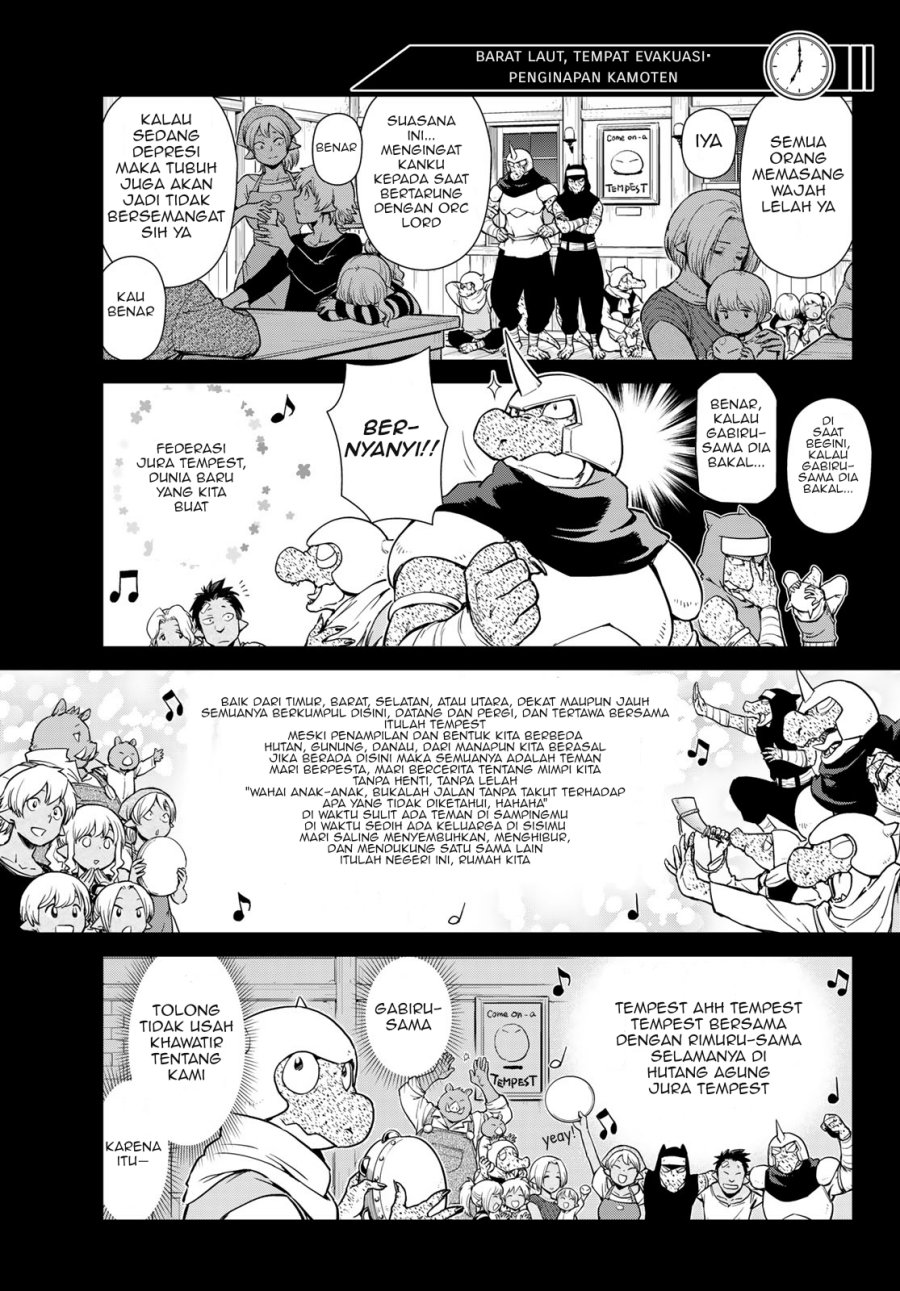 BARAT LAUT, TEMPAT EVAKUASI•
PENGINAPAN KAMOTEN
SEMUA
ORANG
MEMASANG
WAJAH
LELAH YA
IYA
Come on-a
TEMPEST
SUASANA
INI...
MENGINGAT
KANKU
KEPADA SAAT
BERTARUNG
DENGAN ORC
LORD
BENAR
KALAU
SEDANG
DEPRESI
MAKA TUBUH
JUGA AKAN
JADI TIDAK
BERSEMANGAT
SIH YA
KAU
BENAR
DI
SAAT
BEGINI,
KALAU
GABIRU-
SAMA DIA
BAKAL...
BENAR,
KALAU
GABIRU-
SAMA DIA
BAKAL...
BER-
NYANYI!!
FEDERASI
JURA TEMPEST,
DUNIA BARU
YANG KITA
BUAT
BAIK DARI TIMUR, BARAT, SELATAN, ATAU UTARA, DEKAT MAUPUN JAUH
SEMUANYA BERKUMPUL DISINI, DATANG DAN PERGI, DAN TERTAWA BERSAMA
ITULAH TEMPEST
MESKI PENAMPILAN DAN BENTUK KITA BERBEDA
HUTAN, GUNUNG, DANAU, DARI MANAPUN KITA BERASAL
JIKA BERADA DISINI MAKA SEMUANYA ADALAH TEMAN
MARI BERPESTA, MARI BERCERITA TENTANG MIMPI KITA
TANPA HENTI, TANPA LELAH
"WAHAI ANAK-ANAK, BUKALAH JALAN TANPA TAKUT TERHADAP
APA YANG TIDAK DIKETAHUI, HAHAHA"
DI WAKTU SULIT ADA TEMAN DI SAMPINGMU
DI WAKTU SEDIH ADA KELUARGA DI SISIMU
MARI SALING MENYEMBUHKAN, MENGHIBUR,
DAN MENDUKUNG SATU SAMA LAIN
ITULAH NEGERI INI, RUMAH KITA
TEMPEST AHH TEMPEST
TEMPEST BERSAMA
DENGAN RIMURU-SAMA
SELAMANYA DI
HUTANG AGUNG
JURA TEMPEST
Come on-a
TEMPEST
yeay!
GABIRU-
SAMA
TOLONG
TIDAK USAH
KHAWATIR
TENTANG
KAMI
KARENA
ITU—